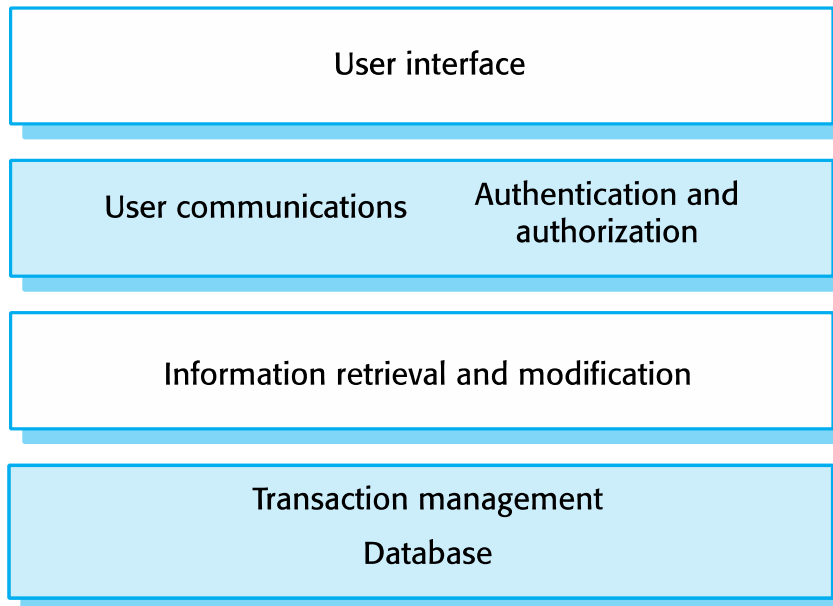 User interface
User communications
Authentication and
authorization
Information retrieval and modification
Transaction management
Database